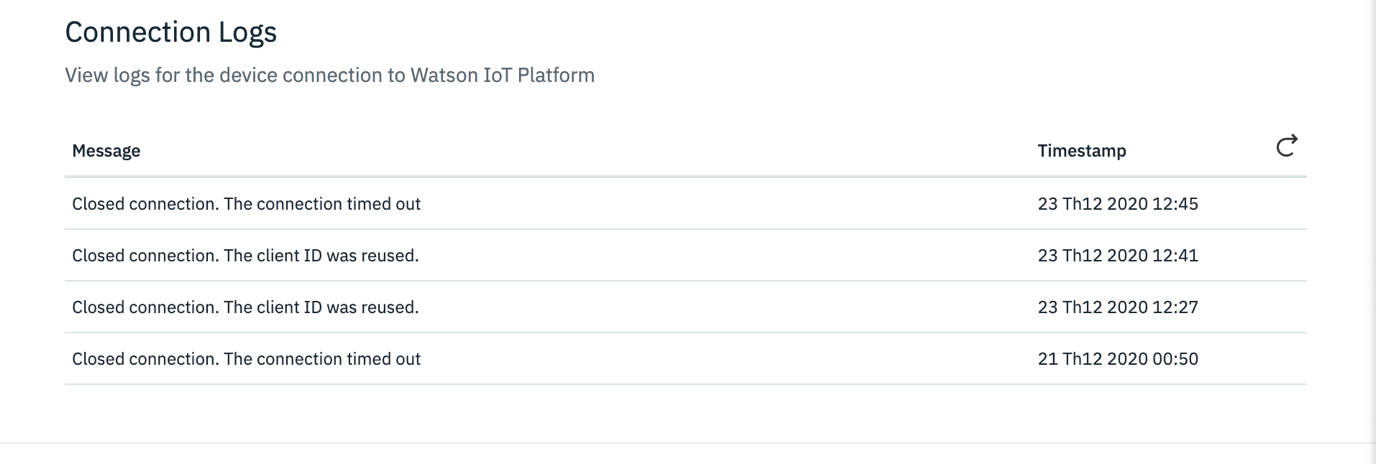 Connection Logs
View logs for the device connection to Watson IoT Platform
Message Timestamp
Closed connection. The connection timed out 23 Th12 2020 12:45
Closed connection. The client ID was reused. 23 Th12 2020 12:41
Closed connection. The client ID was reused. 23 Th12 2020 12:27
Closed connection. The connection timed out 21 Th12 2020 00:50